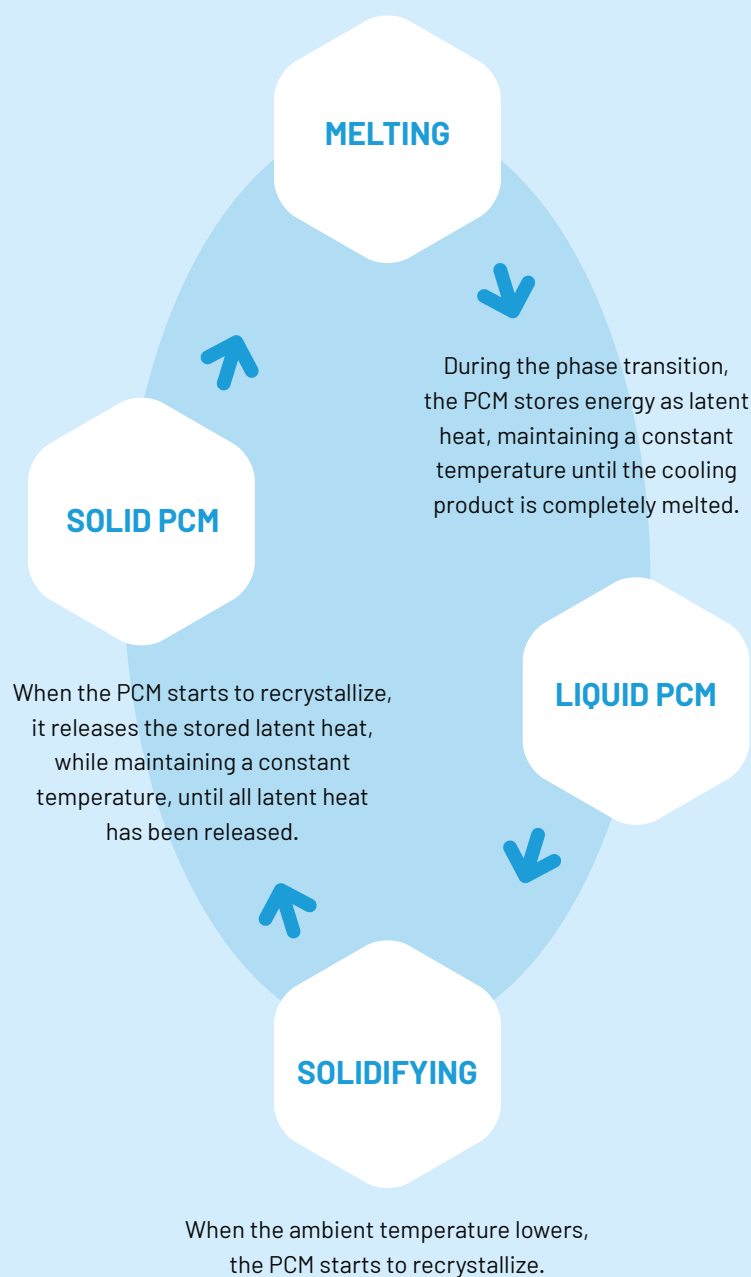 MELTING
During the phase transition,
the PCM stores energy as latent
heat, maintaining a constant
temperature until the cooling
product is completely melted.
SOLID PCM
LIQUID PCM
When the PCM starts to recrystallize,
it releases the stored latent heat,
while maintaining a constant
temperature, until all latent heat
has been released.
SOLIDIFYING
When the ambient temperature lowers,
the PCM starts to recrystallize.